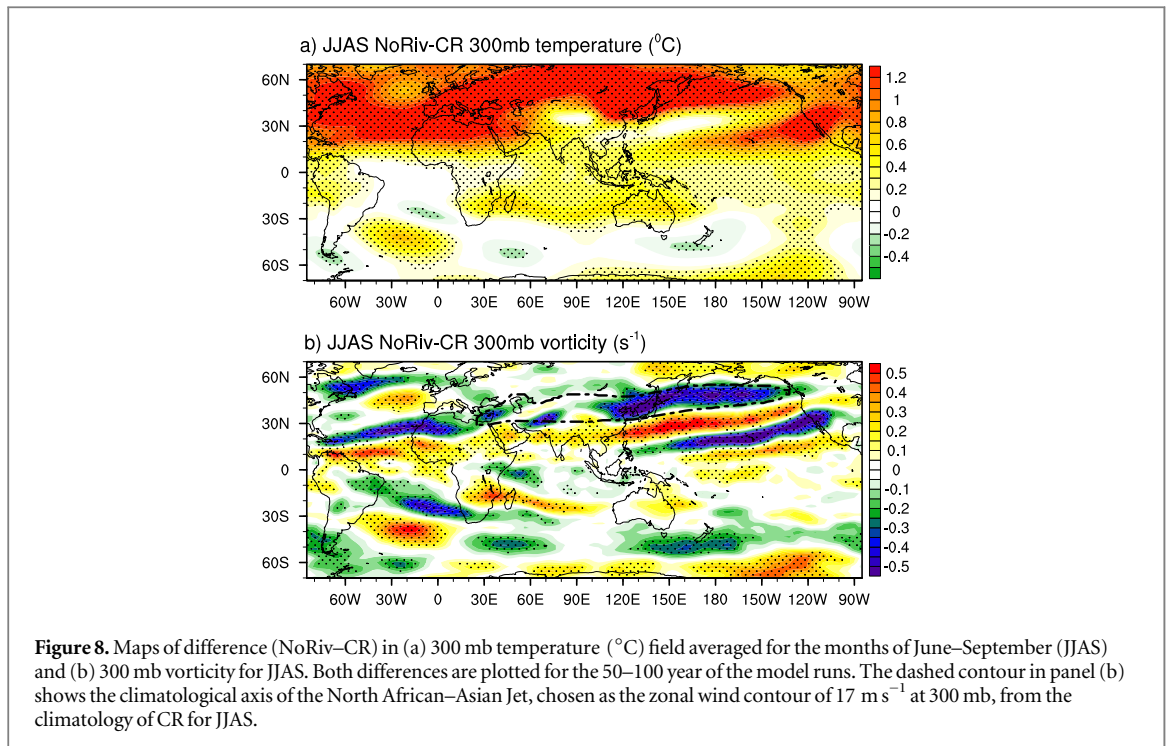 a) JJAS NoRiv-CR 300mb temperature (⁰C)
60N
30N
0
30S
60S
60W 30W 0 30E 60E 90E 120E 150E 180 150W 120W 90W
1.2
1
0.8
0.6
0.4
0.2
0
-0.2
-0.4
b) JJAS NoRiv-CR 300mb vorticity (s⁻¹)
60N
30N
0
30S
60S
60W 30W 0 30E 60E 90E 120E 150E 180 150W 120W 90W
0.5
0.4
0.3
0.2
0.1
0
-0.1
-0.2
-0.3
-0.4
-0.5
Figure 8. Maps of difference (NoRiv–CR) in (a) 300 mb temperature (°C) field averaged for the months of June–September (JJAS)
and (b) 300 mb vorticity for JJAS. Both differences are plotted for the 50–100 year of the model runs. The dashed contour in panel (b)
shows the climatological axis of the North African–Asian Jet, chosen as the zonal wind contour of 17 m s⁻¹ at 300 mb, from the
climatology of CR for JJAS.